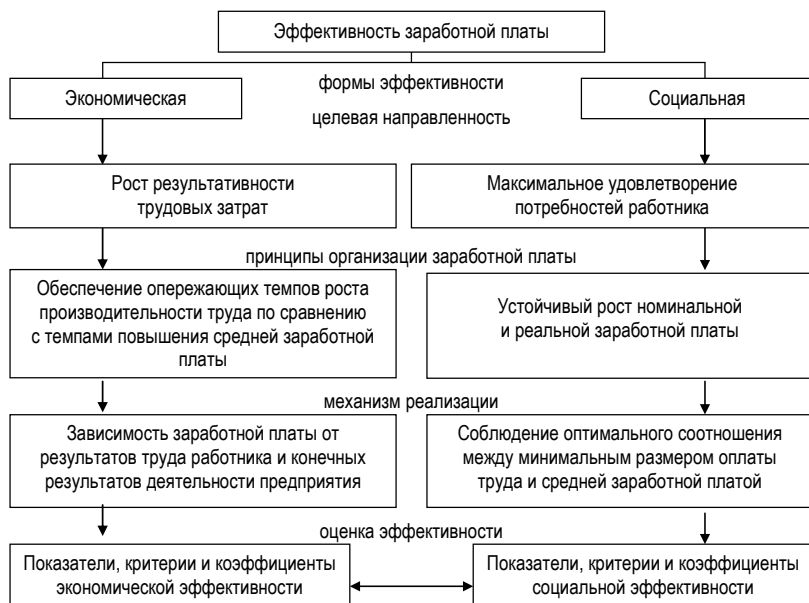 Эффективность заработной платы
формы эффективности
Экономическая
Социальная
целевая направленность
Рост результативности
трудовых затрат
Максимальное удовлетворение
потребностей работника
принципы организации заработной платы
Обеспечение опережающих темпов роста
производительности труда по сравнению
с темпами повышения средней заработной
платы
Устойчивый рост номинальной
и реальной заработной платы
механизм реализации
Зависимость заработной платы от
результатов труда работника и конечных
результатов деятельности предприятия
Соблюдение оптимального соотношения
между минимальным размером оплаты
труда и средней заработной платой
оценка эффективности
Показатели, критерии и коэффициенты
экономической эффективности
Показатели, критерии и коэффициенты
социальной эффективности